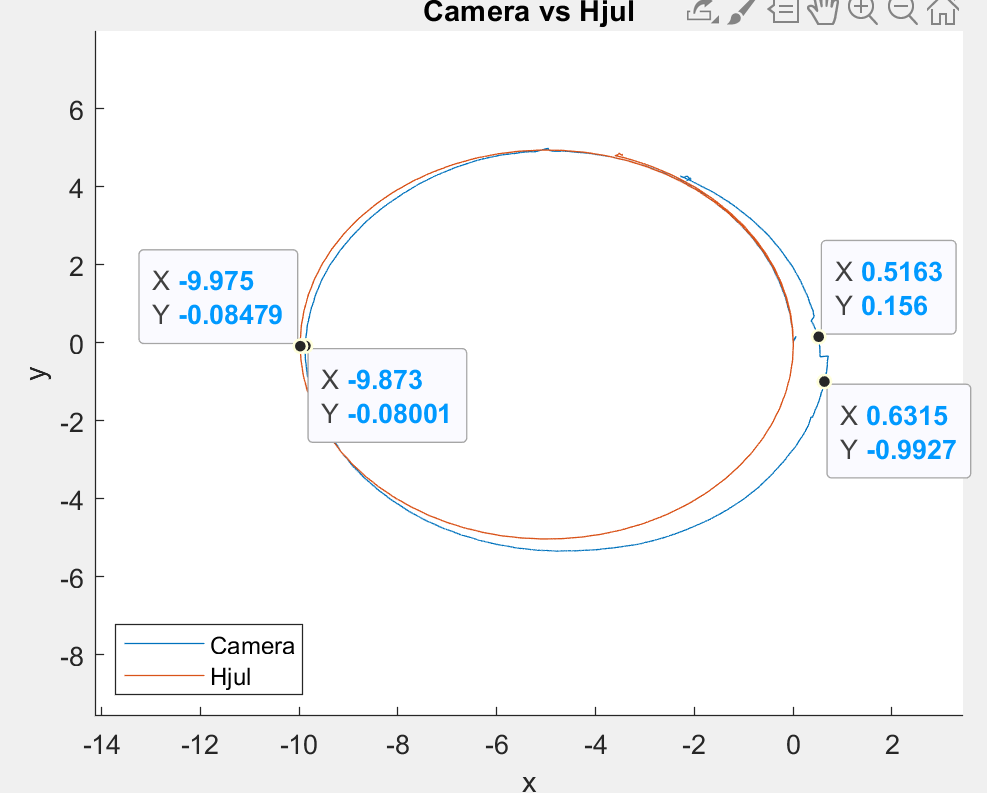 Camera vs Hjul
6
4
2
0
-2
-4
-6
-8
y
X -9.975
Y -0.08479
X -9.873
Y -0.08001
X 0.5163
Y 0.156
X 0.6315
Y -0.9927
Camera
Hjul
-14
-12
-10
-8
-6
-4
-2
0
2
x